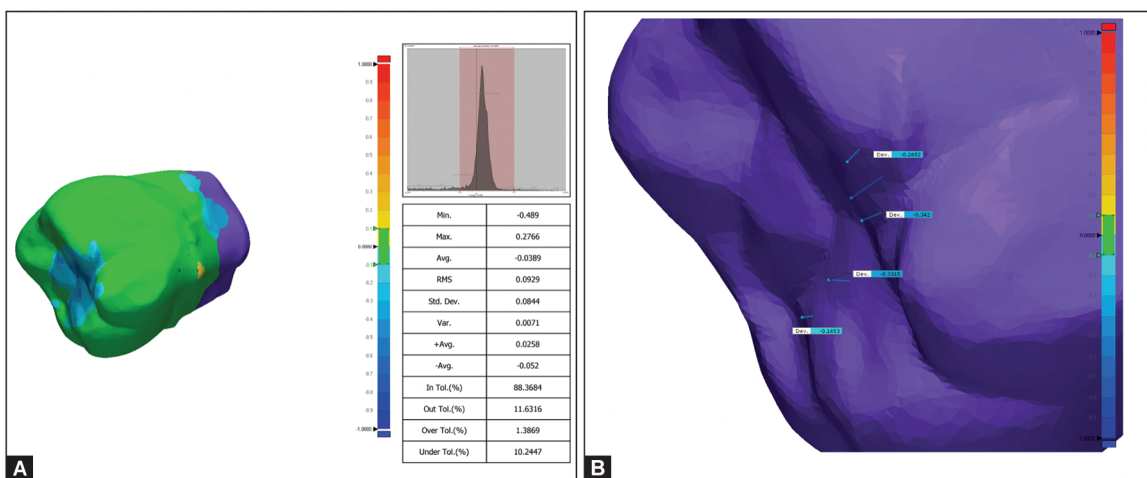 1.0000
0.9
0.8
0.7
0.6
0.5
0.4
0.3
0.2
0.1
0.0000
-0.1
-0.2
-0.3
-0.4
-0.5
-0.6
-0.7
-0.8
-0.9
-1.0000
Min. -0.489
Max. 0.2766
Avg. -0.0389
RMS 0.0929
Std. Dev. 0.0844
Var. 0.0071
+Avg. 0.0258
-Avg. -0.052
In Tol.(%) 88.3684
Out Tol.(%) 11.6316
Over Tol.(%) 1.3869
Under Tol.(%) 10.2447
A
Dev. -0.2652
Dev. -0.342
Dev. -0.3315
Dev. -0.1653
1.0000
0.0000
B